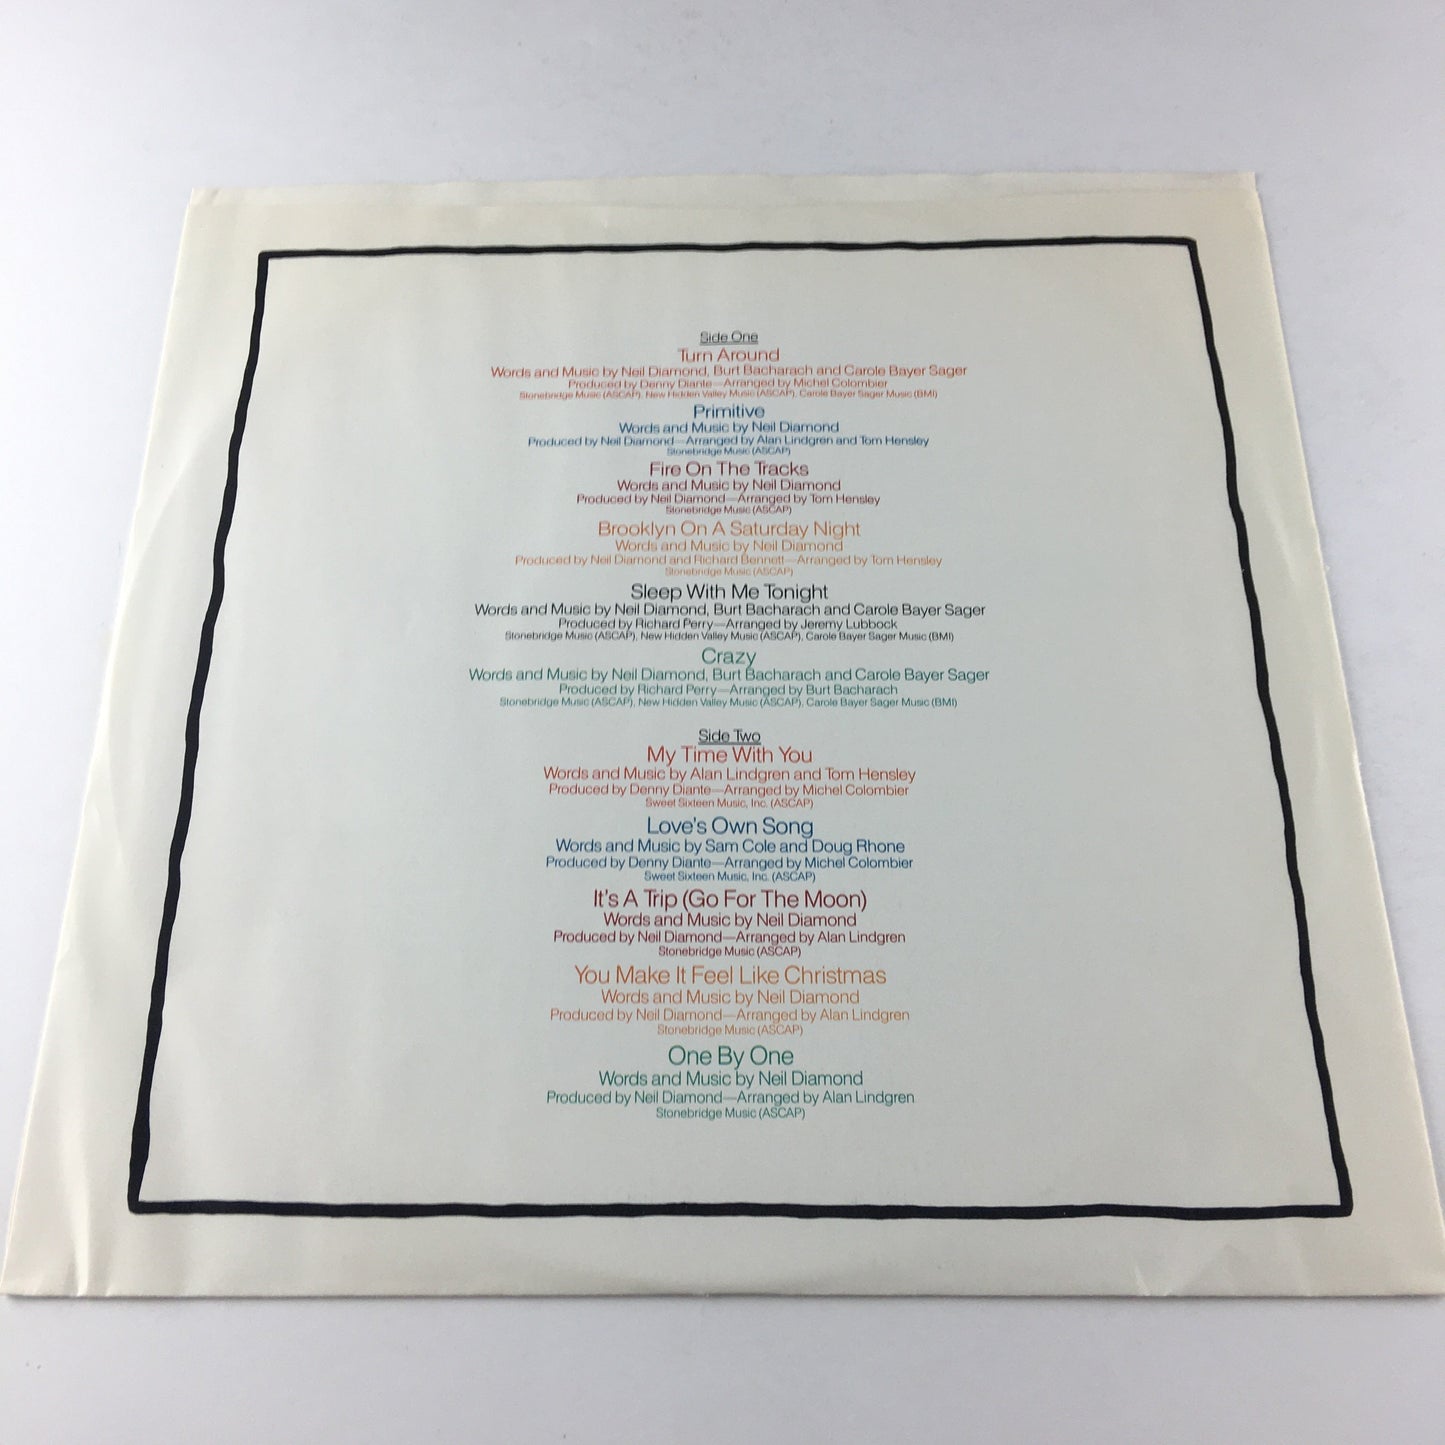 Side One
Turn Around
Words and Music by Neil Diamond, Burt Bacharach and Carole Bayer Sager
Produced by Denny Diante—Arranged by Michel Colombier
Stonebridge Music (ASCAP), New Hidden Valley Music (ASCAP), Carole Bayer Sager Music (BMI)
Primitive
Words and Music by Neil Diamond
Produced by Neil Diamond—Arranged by Alan Lindgren and Tom Hensley
Stonebridge Music (ASCAP)
Fire On The Tracks
Words and Music by Neil Diamond
Produced by Neil Diamond—Arranged by Tom Hensley
Stonebridge Music (ASCAP)
Brooklyn On A Saturday Night
Words and Music by Neil Diamond
Produced by Neil Diamond and Richard Bennett—Arranged by Tom Hensley
Stonebridge Music (ASCAP)
Sleep With Me Tonight
Words and Music by Neil Diamond, Burt Bacharach and Carole Bayer Sager
Produced by Richard Perry—Arranged by Jeremy Lubbock
Stonebridge Music (ASCAP), New Hidden Valley Music (ASCAP), Carole Bayer Sager Music (BMI)
Crazy
Words and Music by Neil Diamond, Burt Bacharach and Carole Bayer Sager
Produced by Richard Perry—Arranged by Burt Bacharach
Stonebridge Music (ASCAP), New Hidden Valley Music (ASCAP), Carole Bayer Sager Music (BMI)
Side Two
My Time With You
Words and Music by Alan Lindgren and Tom Hensley
Produced by Denny Diante—Arranged by Michel Colombier
Sweet Sixteen Music, Inc. (ASCAP)
Love's Own Song
Words and Music by Sam Cole and Doug Rhone
Produced by Denny Diante—Arranged by Michel Colombier
Sweet Sixteen Music, Inc. (ASCAP)
It's A Trip (Go For The Moon)
Words and Music by Neil Diamond
Produced by Neil Diamond—Arranged by Alan Lindgren
Stonebridge Music (ASCAP)
You Make It Feel Like Christmas
Words and Music by Neil Diamond
Produced by Neil Diamond—Arranged by Alan Lindgren
Stonebridge Music (ASCAP)
One By One
Words and Music by Neil Diamond
Produced by Neil Diamond—Arranged by Alan Lindgren
Stonebridge Music (ASCAP)